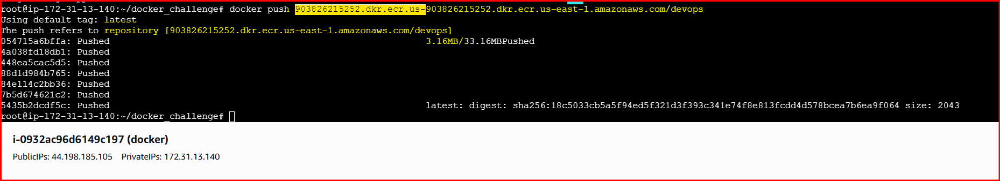 root@ip-172-31-13-140:~/docker_challenge# docker push 903826215252.dkr.ecr.us-903826215252.dkr.ecr.us-east-1.amazonaws.com/devops
Using default tag: latest
The push refers to repository [903826215252.dkr.ecr.us-east-1.amazonaws.com/devops]
054715a6bffa: Pushed 3.16MB/33.16MBPushed
4a038fd18db1: Pushed
448ea5cac5d5: Pushed
88d1d984b765: Pushed
84e114c2bb36: Pushed
7b5d674621c2: Pushed
5435b2dcdf5c: Pushed latest: digest: sha256:18c5033cb5a5f94ed5f321d3f393c341e74f8e813fcdd4d578bcea7b6ea9f064 size: 2043
root@ip-172-31-13-140:~/docker_challenge#
i-0932ac96d6149c197 (docker)
PublicIPs: 44.198.185.105 PrivateIPs: 172.31.13.140